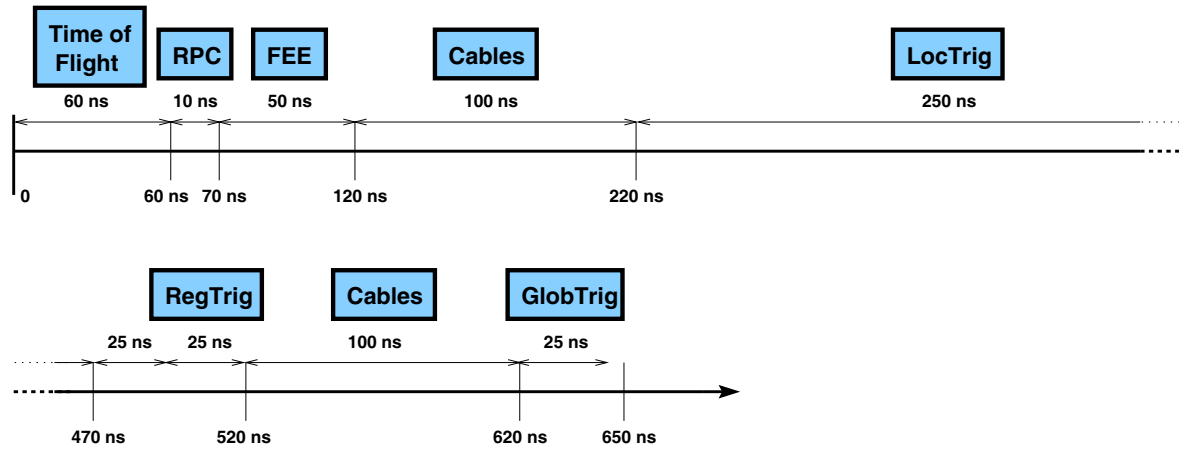 Time of
Flight
RPC
FEE
Cables
LocTrig
60 ns
10 ns
50 ns
100 ns
250 ns
0
60 ns
70 ns
120 ns
220 ns
RegTrig
Cables
GlobTrig
25 ns
25 ns
100 ns
25 ns
470 ns
520 ns
620 ns
650 ns